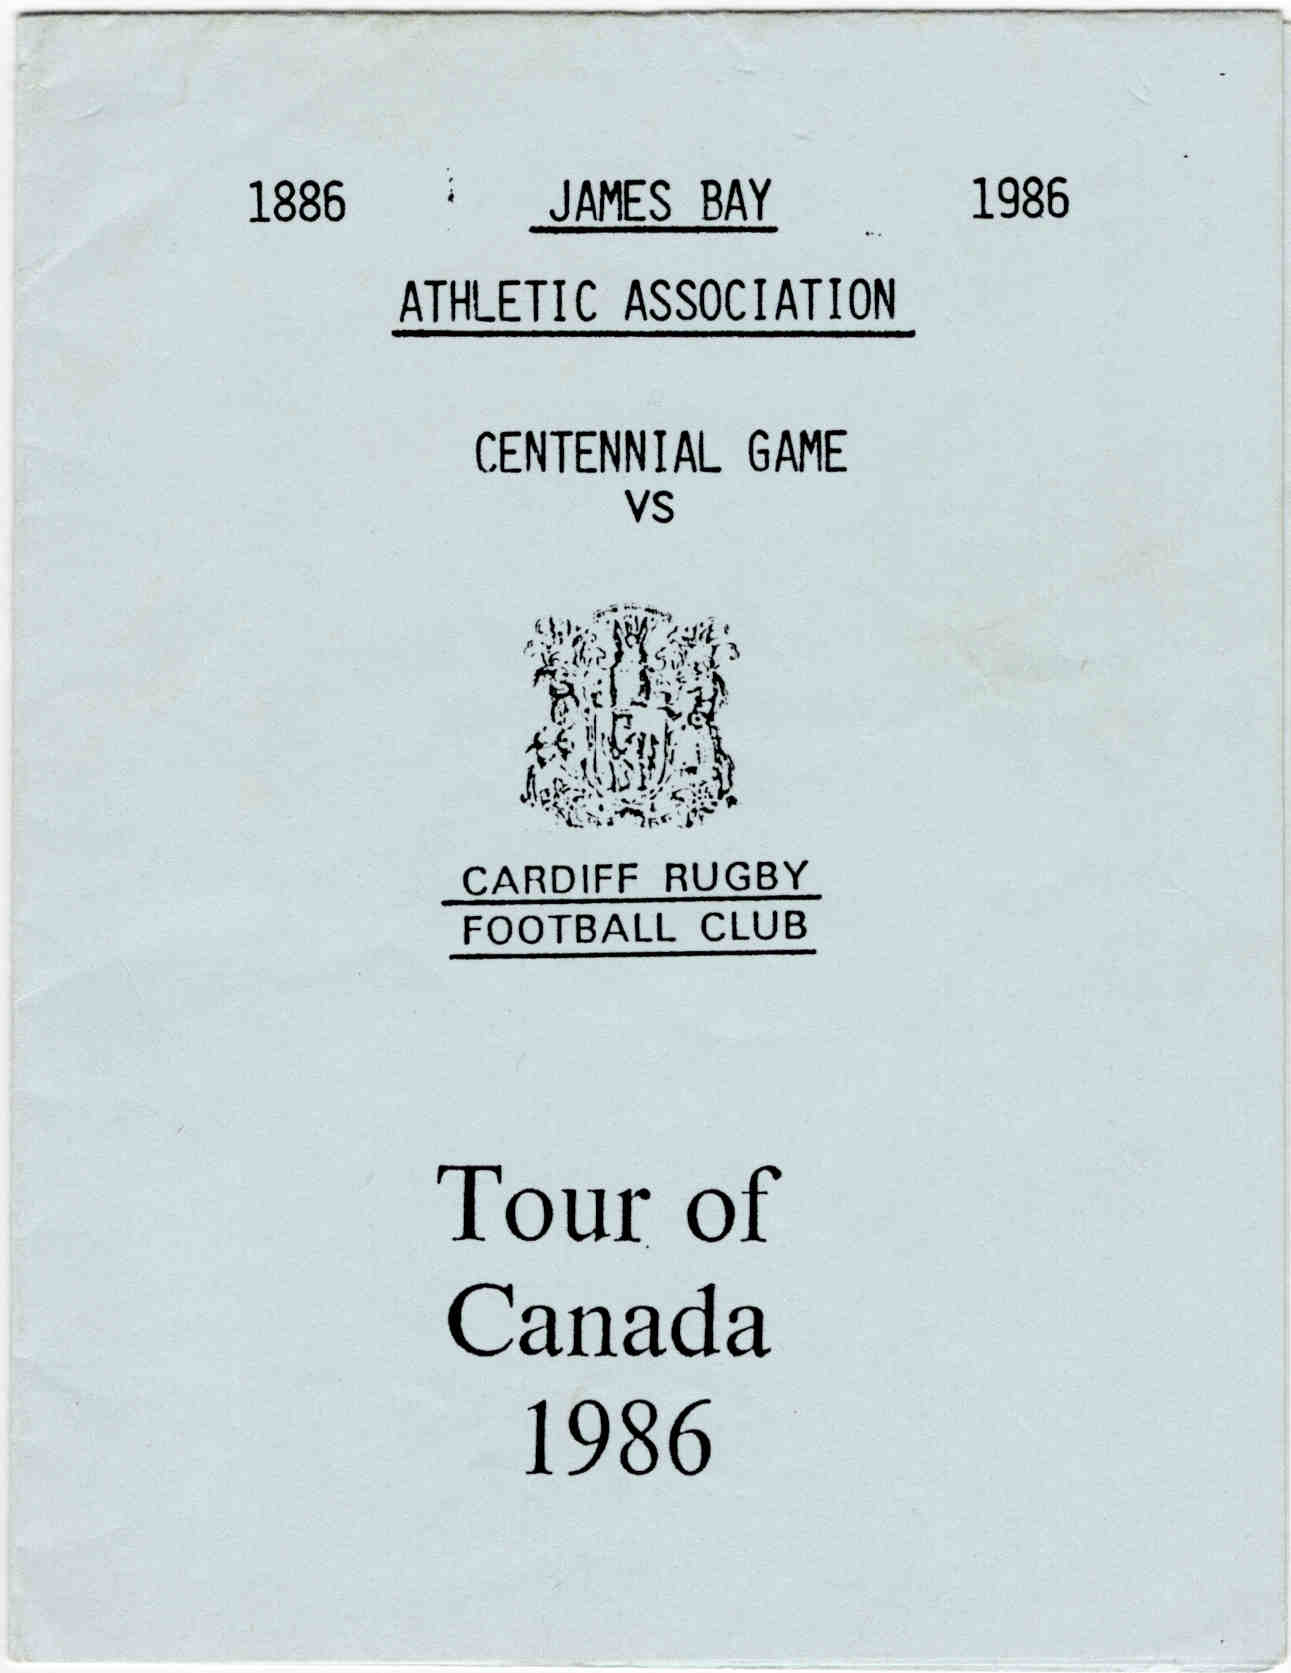 1886 JAMES BAY 1986
ATHLETIC ASSOCIATION
CENTENNIAL GAME
VS
CARDIFF RUGBY
FOOTBALL CLUB
Tour of
Canada
1986